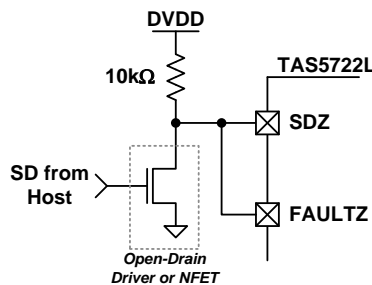 DVDD
10kΩ
TAS5722L
SDZ
SD from
Host
FAULTZ
Open-Drain
Driver or NFET